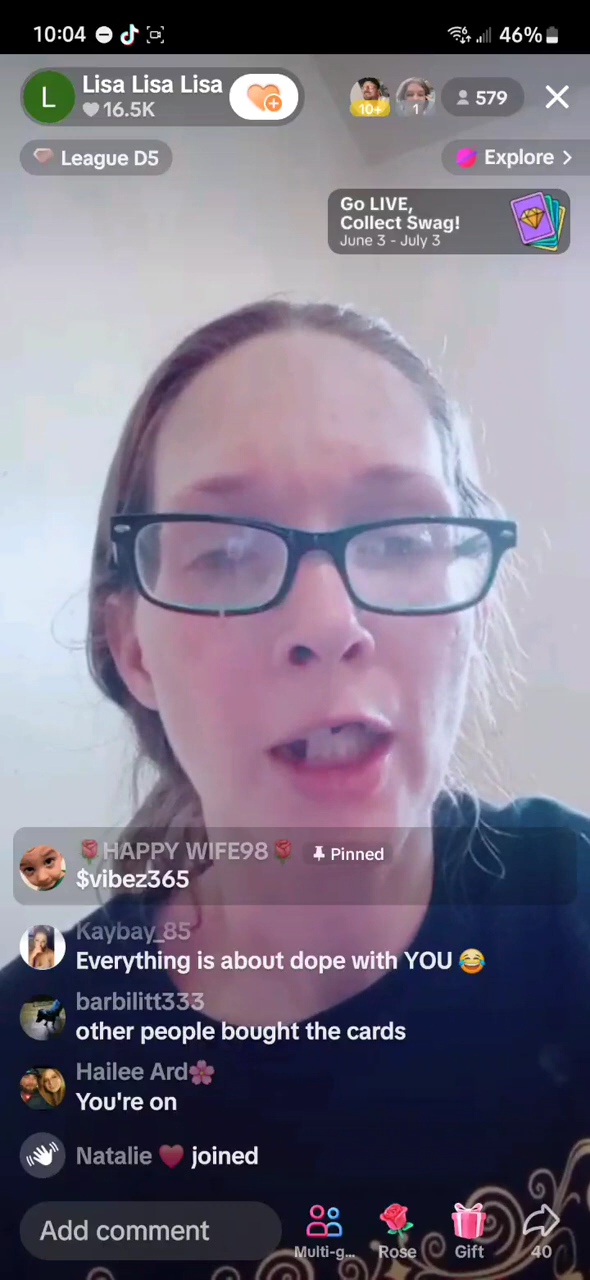 10:04
46%
L
Lisa Lisa Lisa
16.5K
10+
1
579
League D5
Explore
Go LIVE,
Collect Swag!
June 3 - July 3
🌹HAPPY WIFE98🌹 Pinned
$vibez365
Kaybay_85
Everything is about dope with YOU 😂
barbilitt333
other people bought the cards
Hailee Ard🌸
You're on
Natalie ❤️ joined
Add comment
Multi-g...
Rose
Gift
40